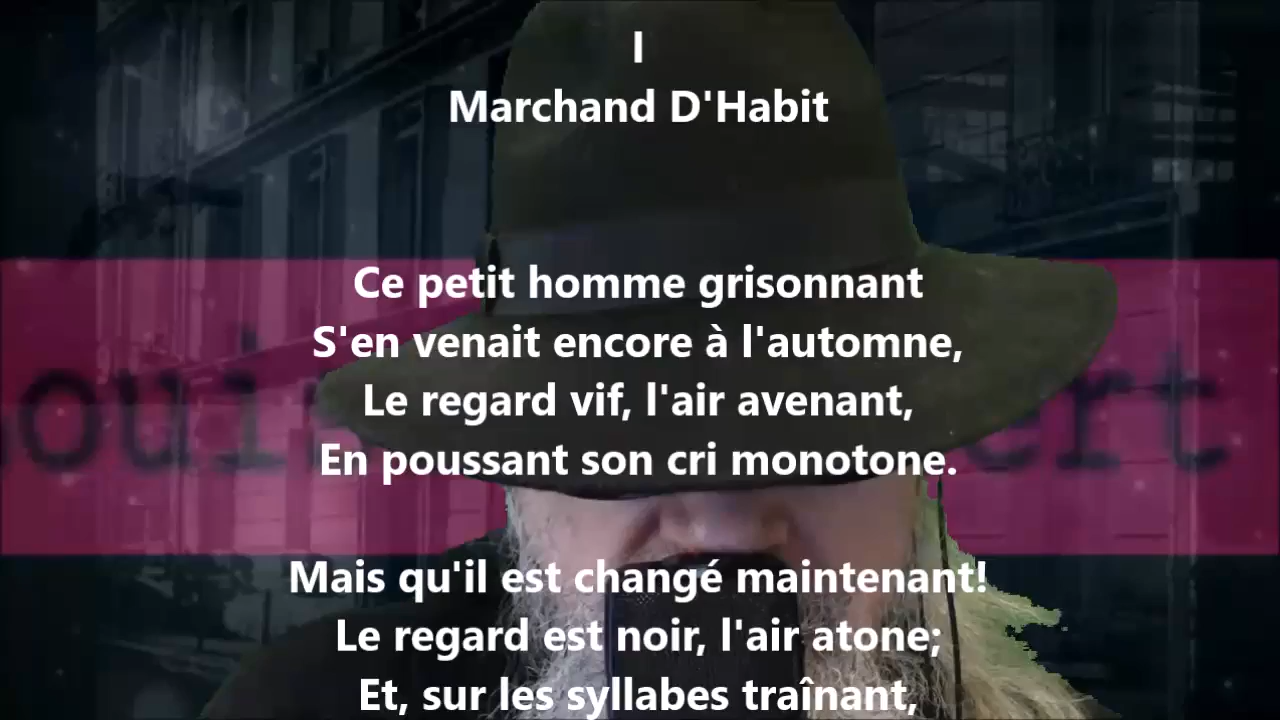 I
Marchand D'Habit
Ce petit homme grisonnant
S'en venait encore à l'automne,
Le regard vif, l'air avenant,
En poussant son cri monotone.
Mais qu'il est changé maintenant!
Le regard est noir, l'air atone;
Et, sur les syllabes traînant,